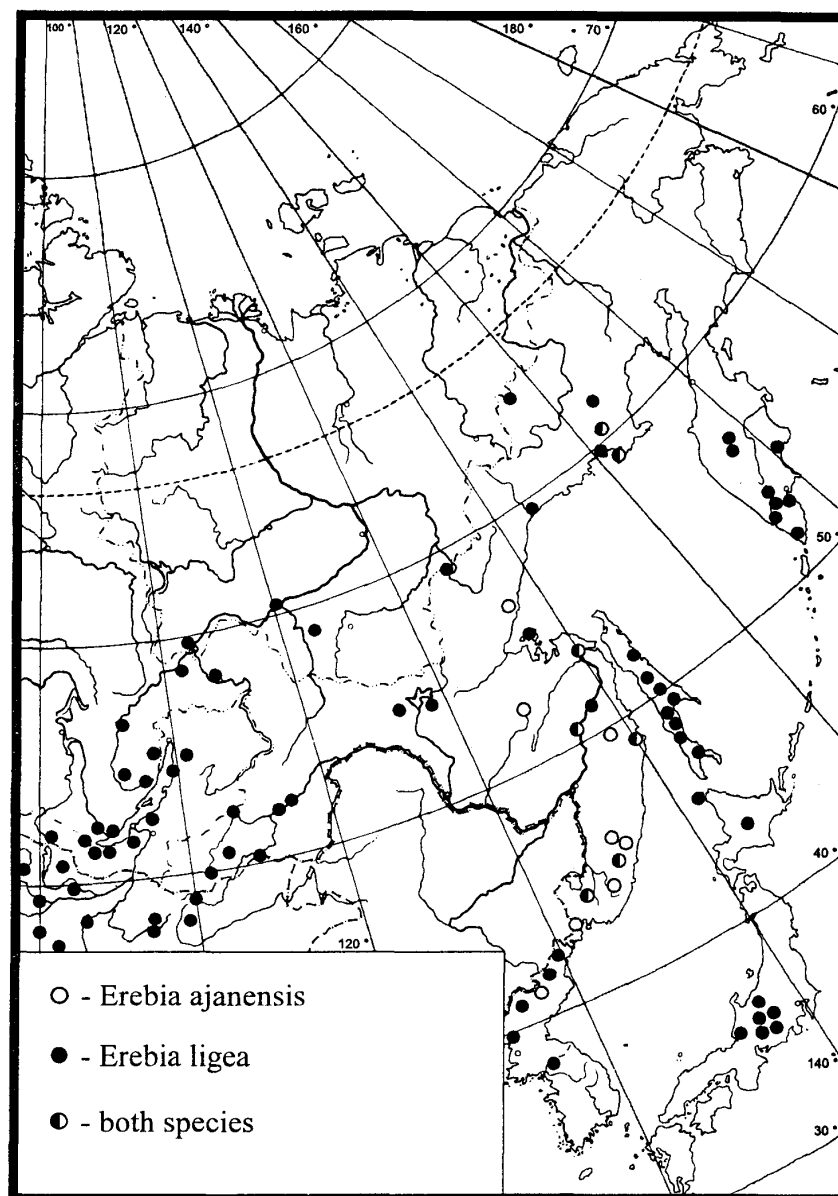 100° 120° 140° 160° 180° 70°
60
50
40
120°
140°
30°
○ - Erebia ajanensis
● - Erebia ligea
◐ - both species